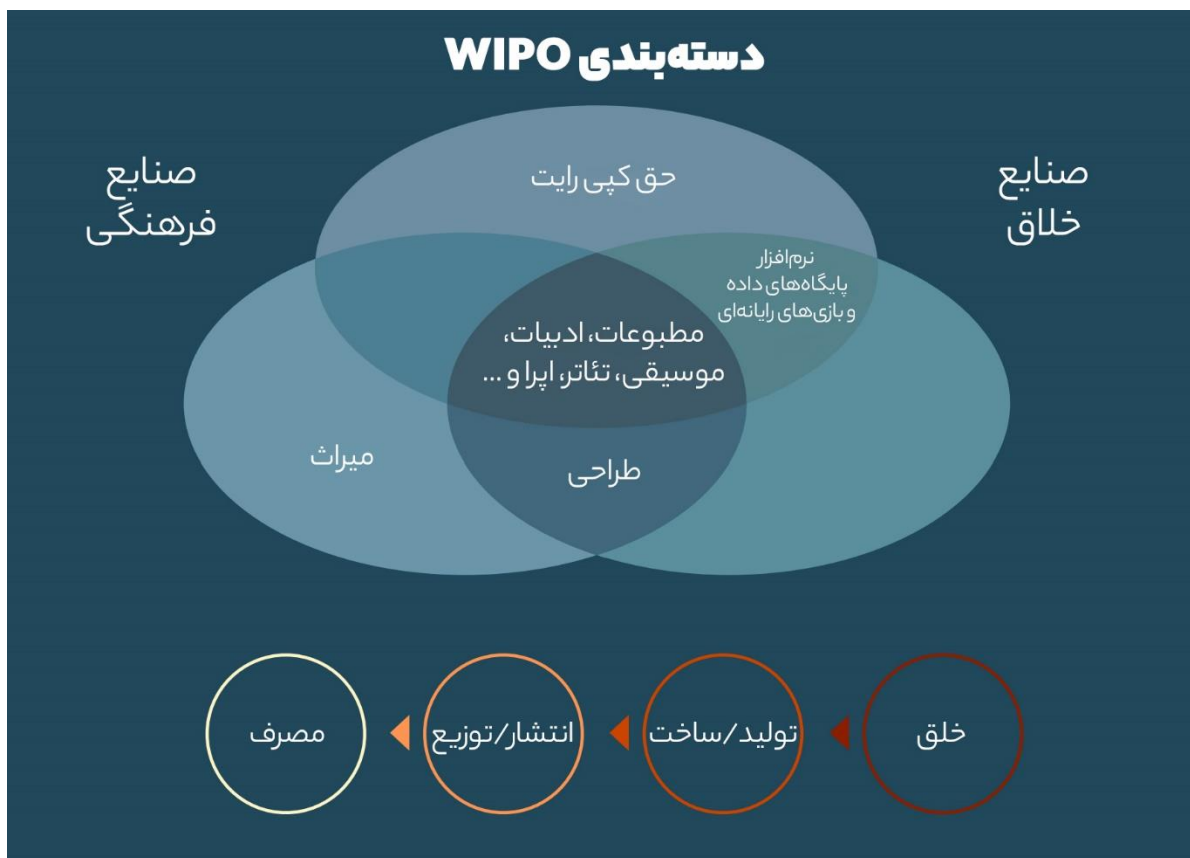 دسته‌بندی WIPO
صنایع
خلاق
حق کپی رایت
صنایع
فرهنگی
نرم‌افزار
پایگاه‌های داده
و بازی‌های رایانه‌ای
مطبوعات، ادبیات،
موسیقی، تئاتر، اپرا و ...
طراحی
میراث
خلق
تولید/ساخت
انتشار/توزیع
مصرف